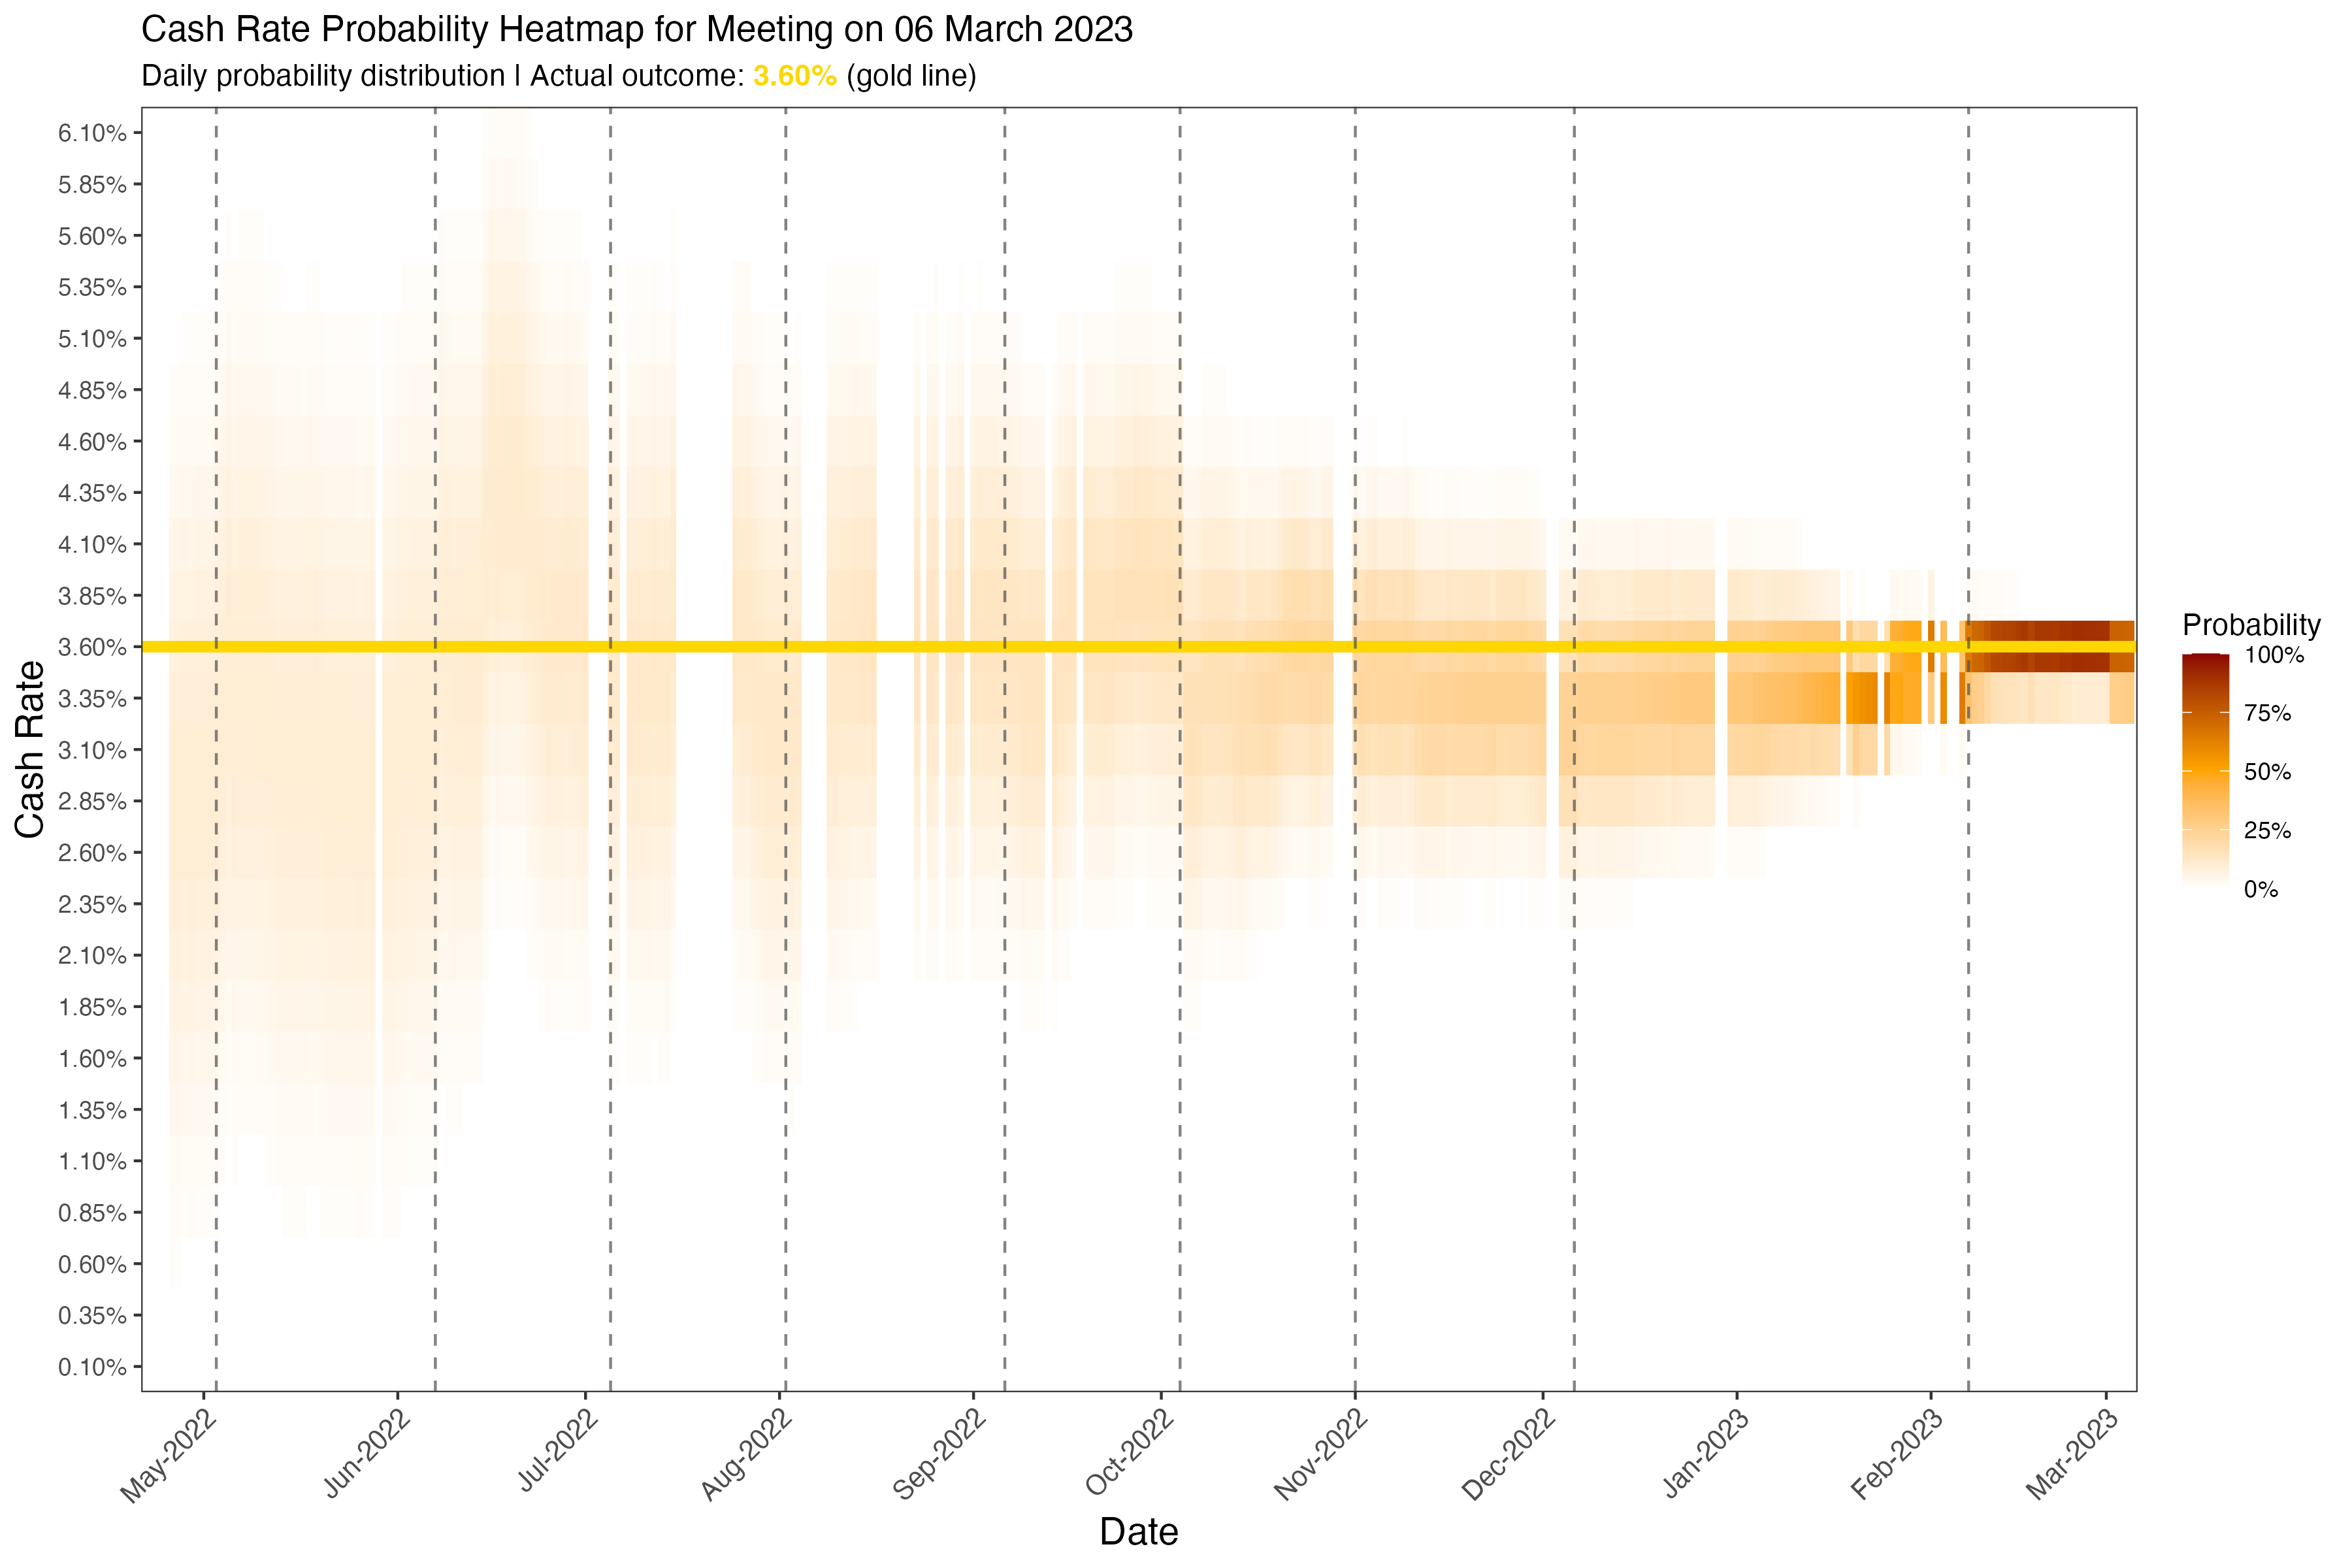 Cash Rate Probability Heatmap for Meeting on 06 March 2023
Daily probability distribution | Actual outcome: 3.60% (gold line)
Cash Rate
6.10%
5.85%
5.60%
5.35%
5.10%
4.85%
4.60%
4.35%
4.10%
3.85%
3.60%
3.35%
3.10%
2.85%
2.60%
2.35%
2.10%
1.85%
1.60%
1.35%
1.10%
0.85%
0.60%
0.35%
0.10%
May-2022
Jun-2022
Jul-2022
Aug-2022
Sep-2022
Oct-2022
Nov-2022
Dec-2022
Jan-2023
Feb-2023
Mar-2023
Date
Probability
100%
75%
50%
25%
0%